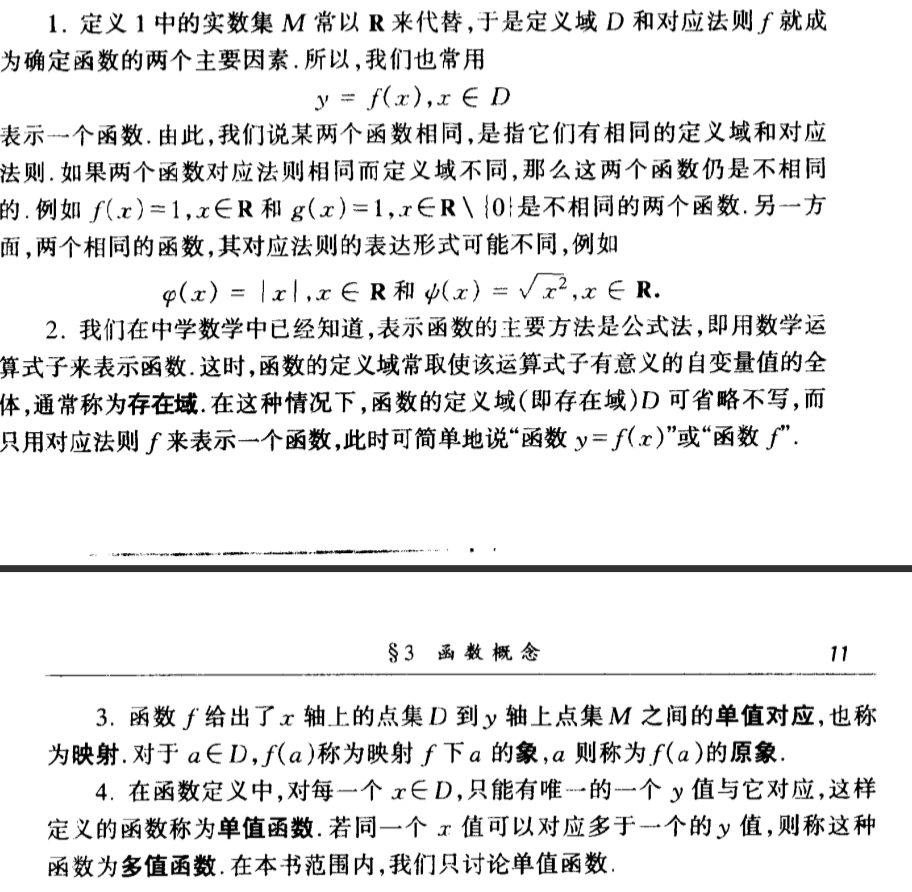 1. 定义 1 中的实数集 M 常以 R 来代替,于是定义域 D 和对应法则 f 就成
为确定函数的两个主要因素.所以,我们也常用
y = f(x),x ∈ D
表示一个函数.由此,我们说某两个函数相同,是指它们有相同的定义域和对应
法则.如果两个函数对应法则相同而定义域不同,那么这两个函数仍是不相同
的.例如 f(x)=1,x∈R 和 g(x)=1,x∈R \ {0}是不相同的两个函数.另一方
面,两个相同的函数,其对应法则的表达形式可能不同,例如
φ(x) = |x|,x ∈ R 和 ψ(x) = √x²,x ∈ R.
2. 我们在中学数学中已经知道,表示函数的主要方法是公式法,即用数学运
算式子来表示函数.这时,函数的定义域常取使该运算式子有意义的自变量值的全
体,通常称为存在域.在这种情况下,函数的定义域(即存在域)D 可省略不写,而
只用对应法则 f 来表示一个函数,此时可简单地说“函数 y=f(x)”或“函数 f”.
§3 函数概念 11
3. 函数 f 给出了 x 轴上的点集 D 到 y 轴上点集 M 之间的单值对应,也称
为映射.对于 a∈D,f(a)称为映射 f 下 a 的象,a 则称为 f(a)的原象.
4. 在函数定义中,对每一个 x∈D,只能有唯一的一个 y 值与它对应,这样
定义的函数称为单值函数.若同一个 x 值可以对应多于一个的 y 值,则称这种
函数为多值函数.在本书范围内,我们只讨论单值函数.